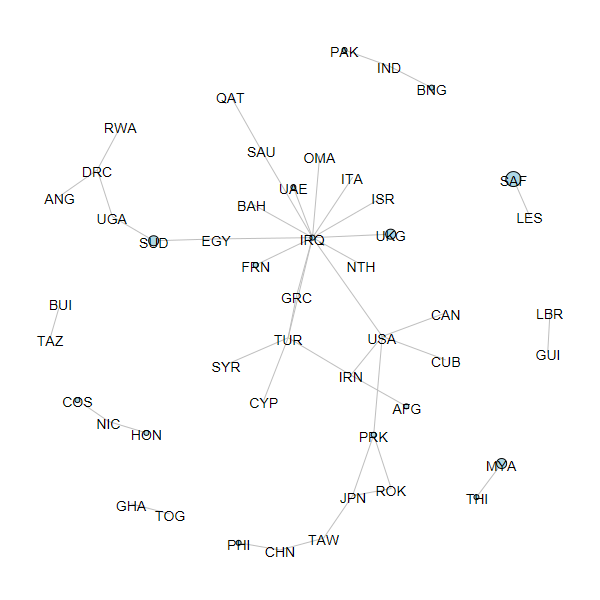 PAK
IND
BNG
QAT
RWA
SAU
OMA
DRC
ITA
SAF
UAE
ANG
ISR
BAH
LES
UGA
UKG
IRQ
EGY
SUD
FRN
NTH
GRC
BUI
LBR
CAN
TUR
USA
TAZ
GUI
CUB
SYR
IRN
COS
CYP
AFG
NIC
HON
PRK
MYA
ROK
JPN
THI
GHA
TOG
TAW
PHI
CHN